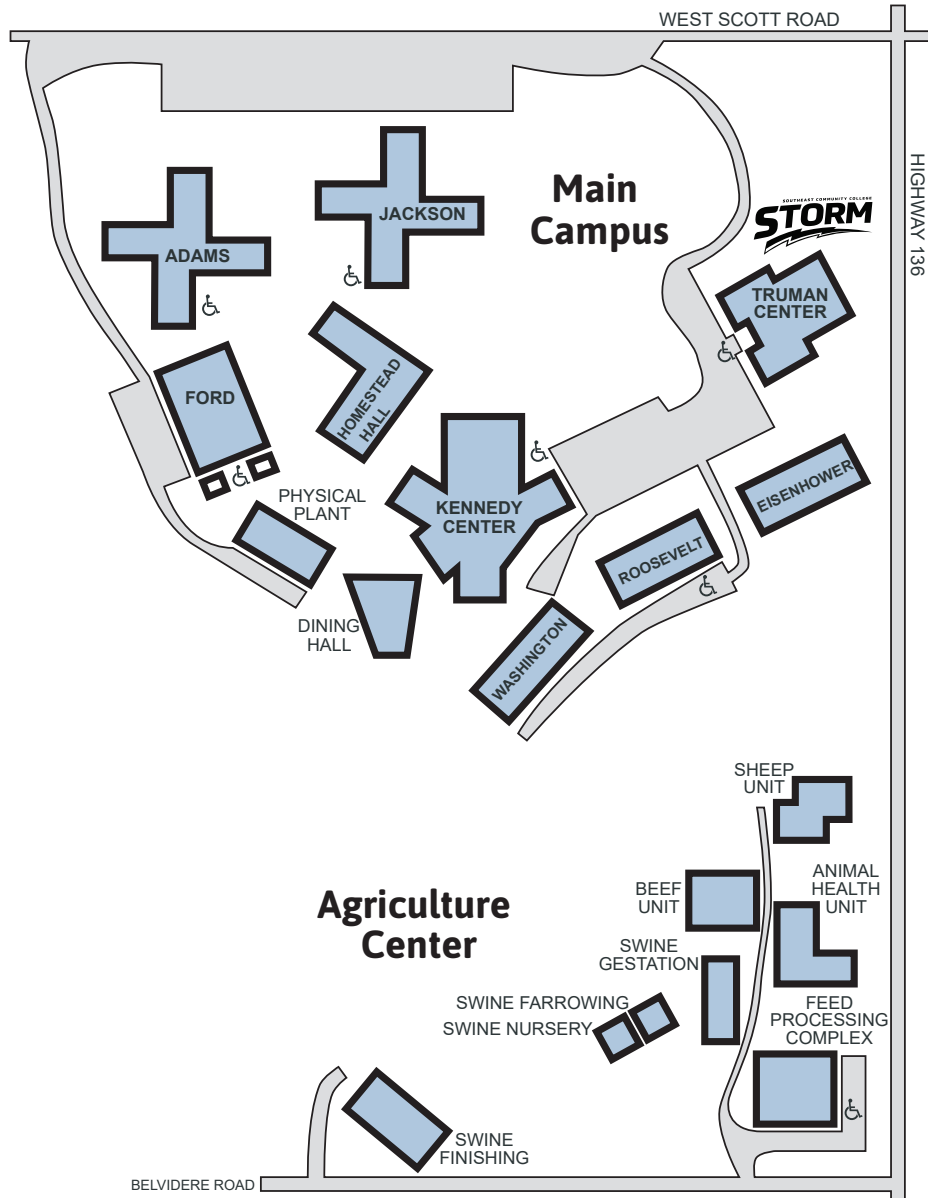 WEST SCOTT ROAD
HIGHWAY 136
Main
Campus
SOUTHEAST COMMUNITY COLLEGE
STORM
JACKSON
ADAMS
TRUMAN
CENTER
HOMESTEAD
HALL
FORD
KENNEDY
CENTER
EISENHOWER
PHYSICAL
PLANT
ROOSEVELT
DINING
HALL
WASHINGTON
SHEEP
UNIT
ANIMAL
HEALTH
UNIT
BEEF
UNIT
Agriculture
Center
SWINE
GESTATION
SWINE FARROWING
SWINE NURSERY
FEED
PROCESSING
COMPLEX
SWINE
FINISHING
BELVIDERE ROAD